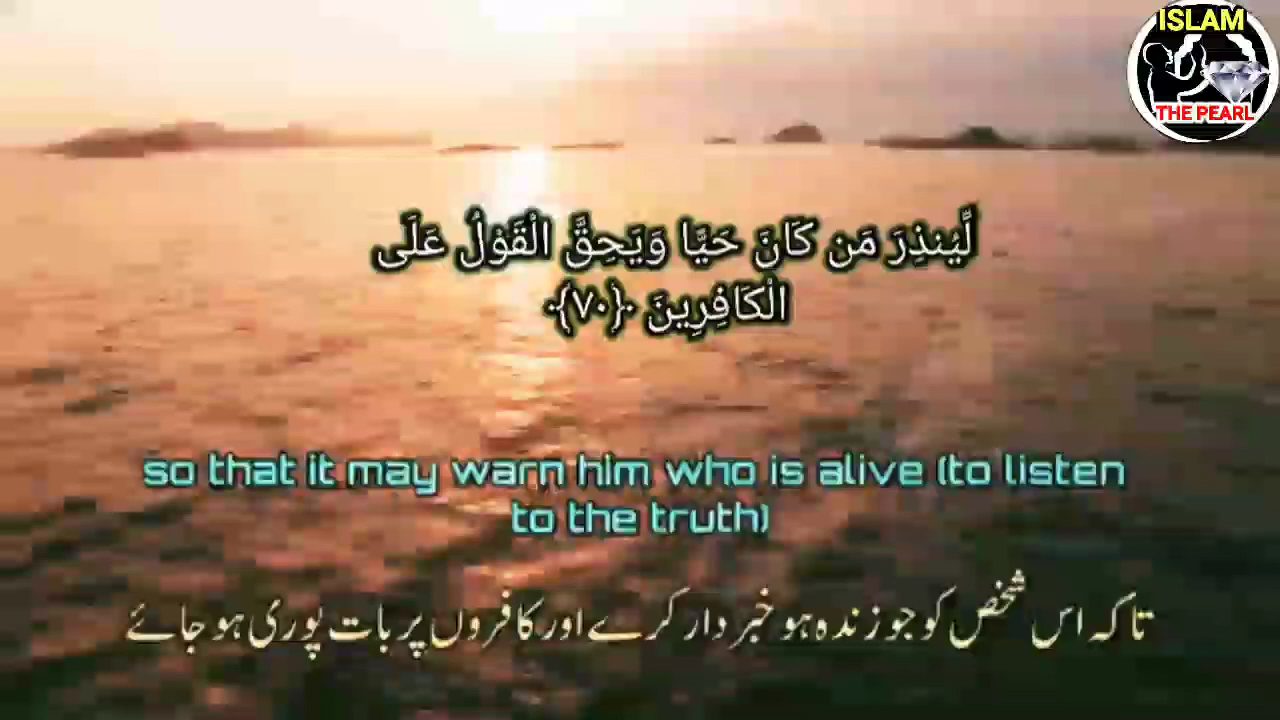 ISLAM
THE PEARL
لِّيُنذِرَ مَن كَانَ حَيًّا وَيَحِقَّ الْقَوْلُ عَلَى
الْكَافِرِينَ ﴿٧٠﴾
so that it may warn him who is alive (to listen
to the truth)
تاکہ اس شخص کو جو زندہ ہو خبر دار کرے اور کافروں پر بات پوری ہو جائے